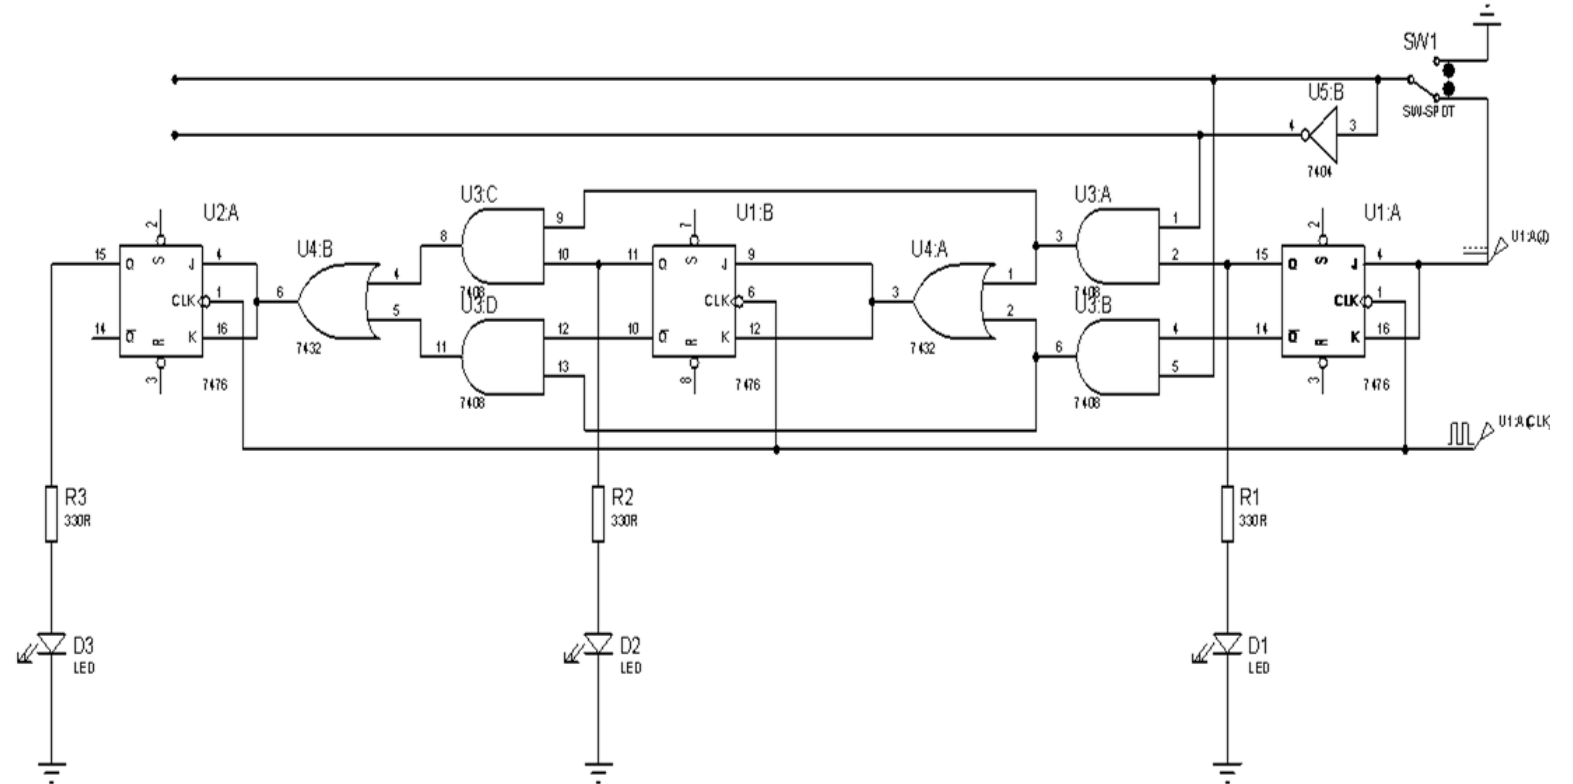 SW1
SW-SPDT
U5:B
4
3
7404
U1:A(J)
U2:A
2
15
Q
S
J
4
CLK
1
14
Q
R
K
16
3
7476
U4:B
6
4
5
7432
U3:C
8
9
10
7408
U3:D
11
12
13
7408
U1:B
7
11
Q
S
J
9
CLK
6
10
Q
R
K
12
8
7476
U4:A
3
1
2
7432
U3:A
3
1
2
7408
U3:B
6
4
5
7408
U1:A
2
15
Q
S
J
4
CLK
1
14
Q
R
K
16
3
7476
U1:A(CLK)
R3
330R
R2
330R
R1
330R
D3
LED
D2
LED
D1
LED